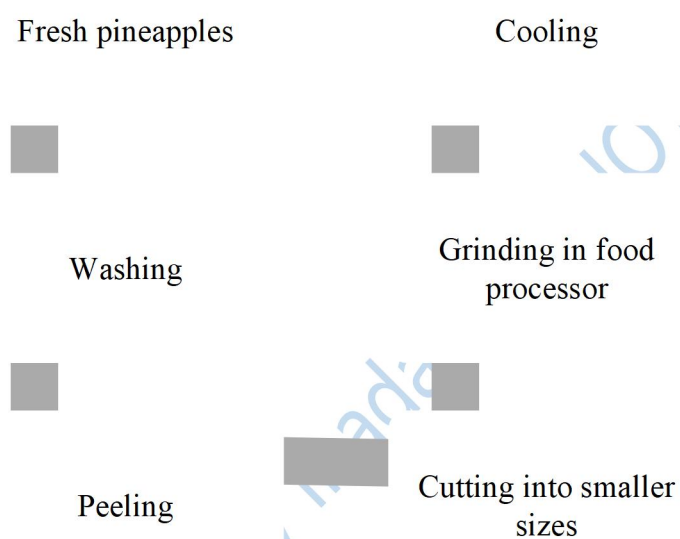 Fresh pineapples
Cooling
Washing
Grinding in food
processor
Peeling
Cutting into smaller
sizes